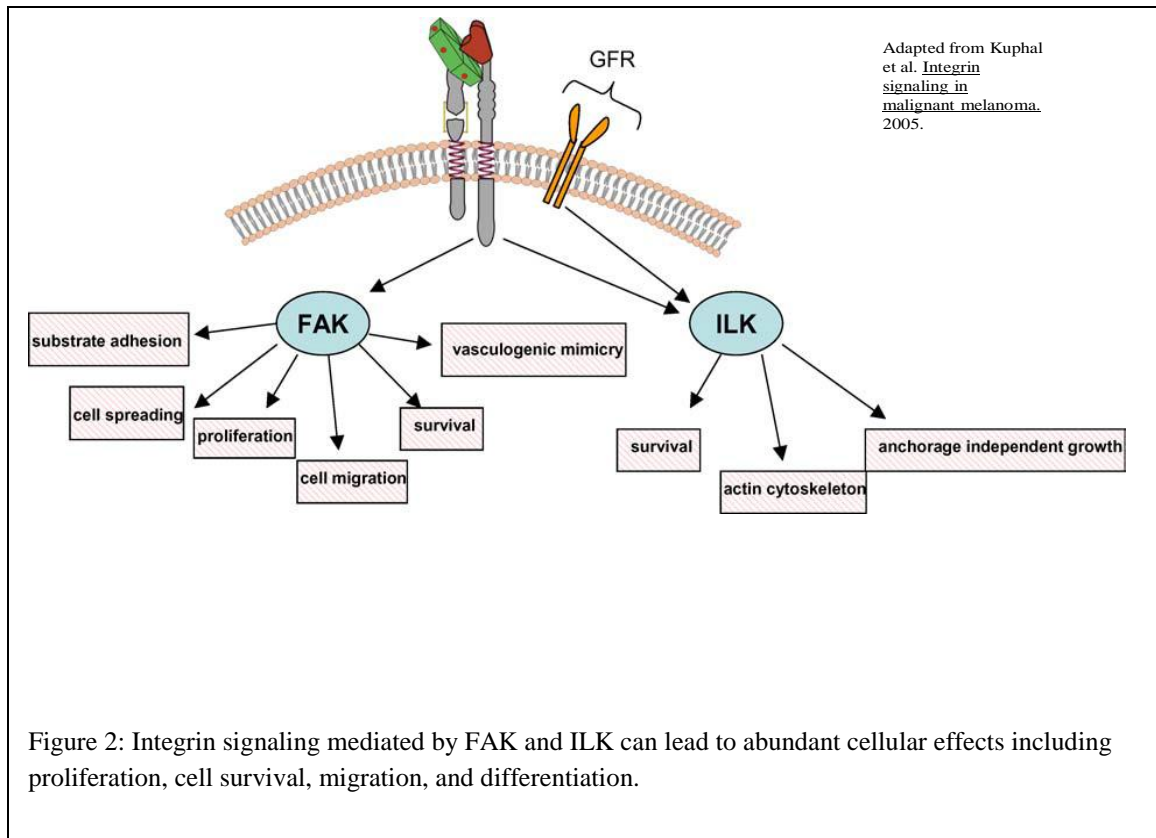 GFR
Adapted from Kuphal
et al. Integrin
signaling in
malignant melanoma.
2005.
FAK
ILK
substrate adhesion
vasculogenic mimicry
cell spreading
proliferation
survival
cell migration
survival
anchorage independent growth
actin cytoskeleton
Figure 2: Integrin signaling mediated by FAK and ILK can lead to abundant cellular effects including
proliferation, cell survival, migration, and differentiation.